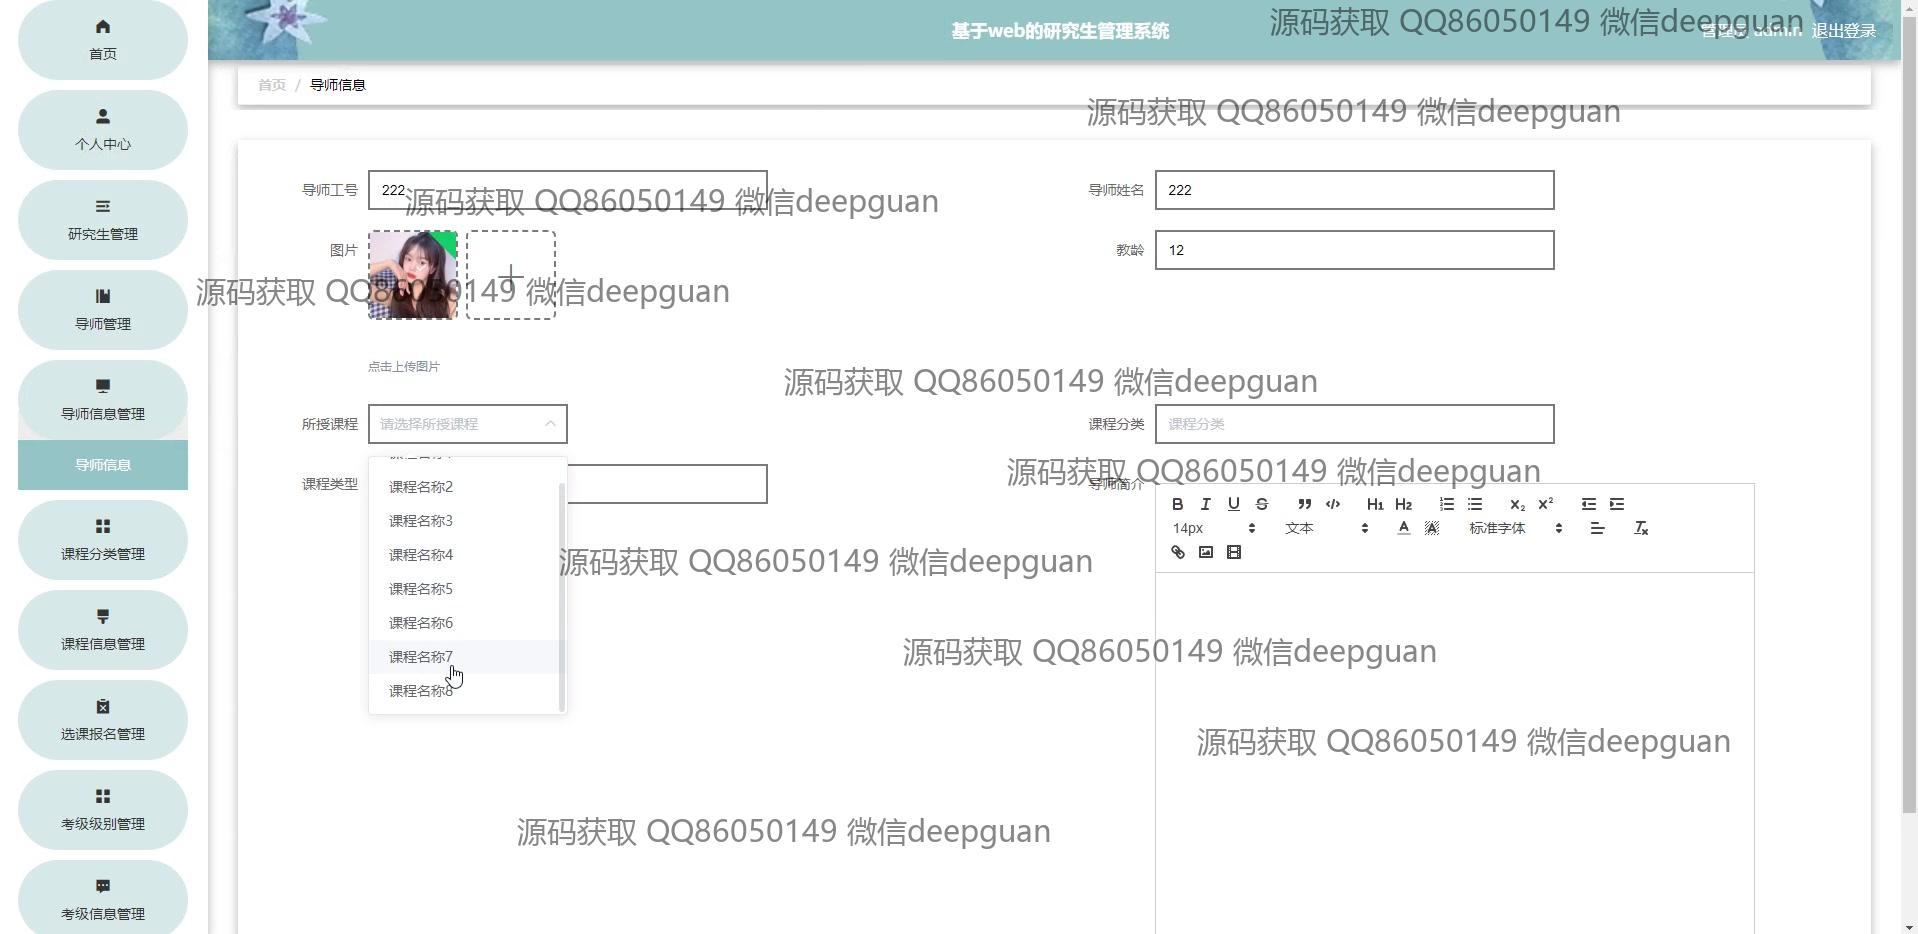 首页
个人中心
研究生管理
导师管理
导师信息管理
导师信息
课程分类管理
课程信息管理
选课报名管理
考级级别管理
考级信息管理
基于web的研究生管理系统
管理员 admin 退出登录
源码获取 QQ86050149 微信deepguan
首页 / 导师信息
源码获取 QQ86050149 微信deepguan
导师工号 222
导师姓名 222
源码获取 QQ86050149 微信deepguan
图片
教龄 12
源码获取 QQ86050149 微信deepguan
点击上传图片
源码获取 QQ86050149 微信deepguan
所授课程 请选择所授课程
课程分类 课程分类
课程类型
导师简介
源码获取 QQ86050149 微信deepguan
课程名称2
课程名称3
课程名称4
课程名称5
课程名称6
课程名称7
课程名称8
B I U S H1 H2 X2 X2
14px 文本 A A 标准字体 Tx
源码获取 QQ86050149 微信deepguan
源码获取 QQ86050149 微信deepguan
源码获取 QQ86050149 微信deepguan
源码获取 QQ86050149 微信deepguan